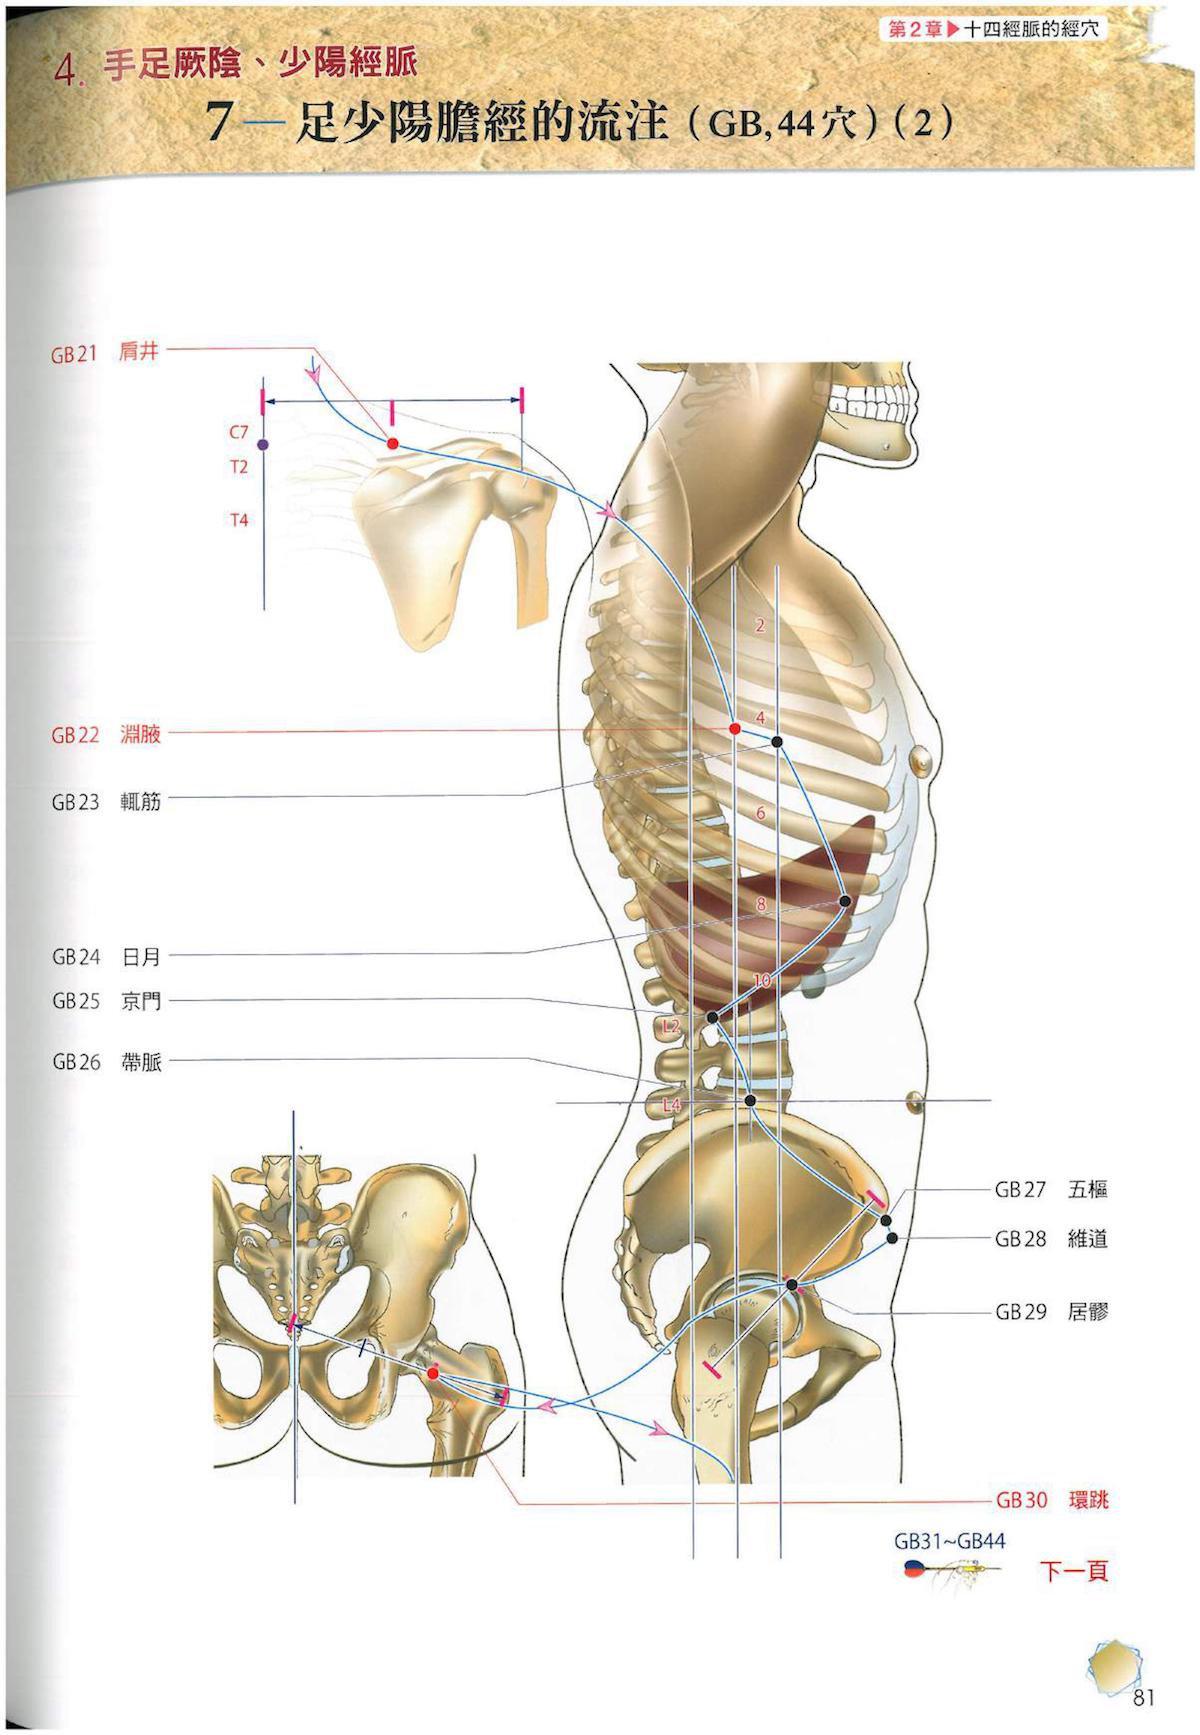 第2章▶十四經脈的經穴
4. 手足厥陰、少陽經脈
7—足少陽膽經的流注(GB,44穴)(2)
GB21 肩井
C7
T2
T4
2
4
GB22 淵腋
GB23 輒筋
6
8
GB24 日月
10
GB25 京門
L2
GB26 帶脈
L4
GB27 五樞
GB28 維道
GB29 居髎
GB30 環跳
GB31~GB44
下一頁
81